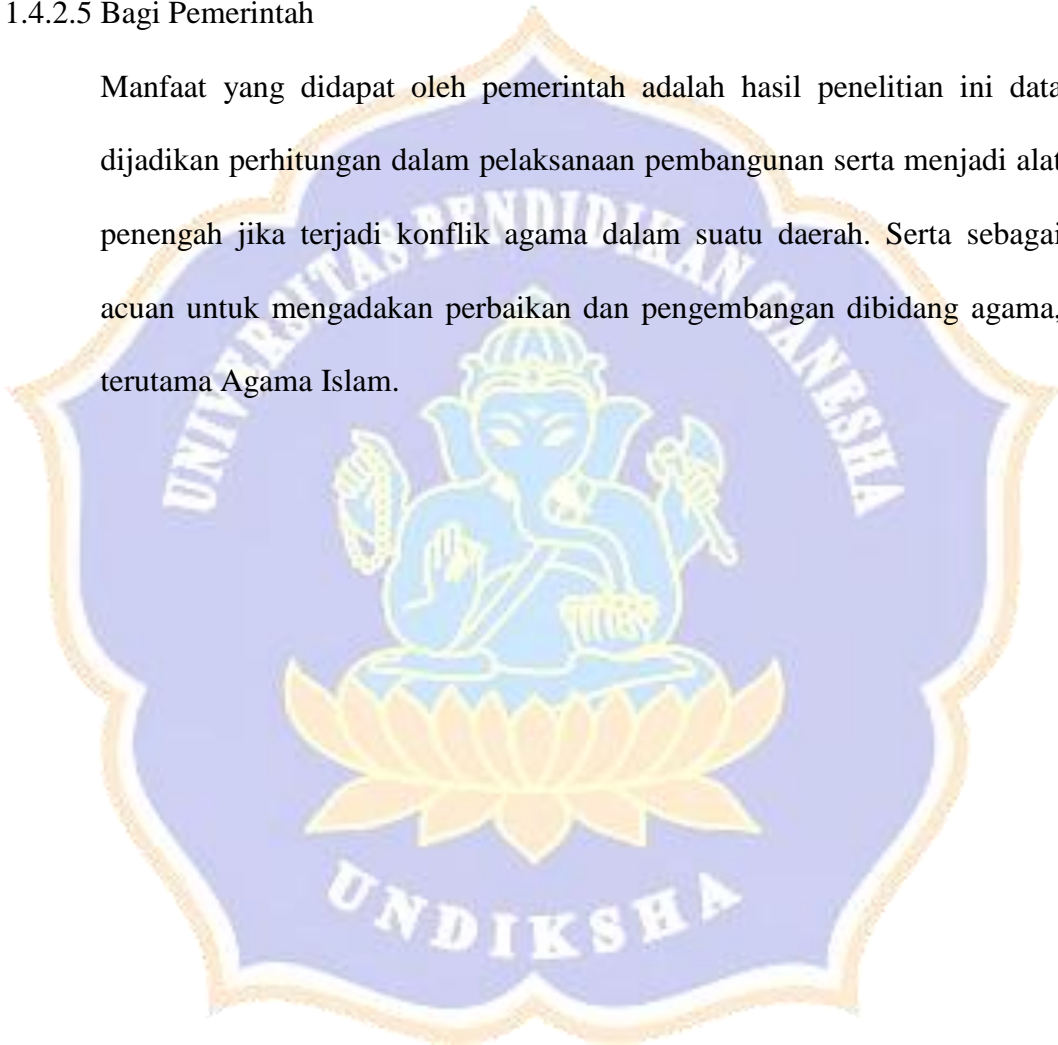 1.4.2.5 Bagi Pemerintah
Manfaat yang didapat oleh pemerintah adalah hasil penelitian ini data
dijadikan perhitungan dalam pelaksanaan pembangunan serta menjadi alat
penengah jika terjadi konflik agama dalam suatu daerah. Serta sebagai
acuan untuk mengadakan perbaikan dan pengembangan dibidang agama,
terutama Agama Islam.
UNIVERSITAS PENDIDIKAN GANESHA
UNDIKSHA